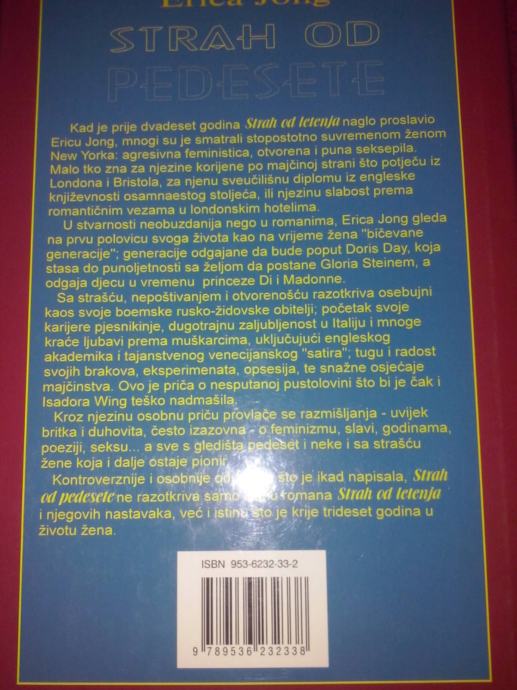 Erica Jong
STRAH OD
PEDESETE
Kad je prije dvadeset godina Strah od letenja naglo proslavio
Ericu Jong, mnogi su je smatrali stopostotno suvremenom ženom
New Yorka: agresivna feministica, otvorena i puna seksepila.
Malo tko zna za njezine korijene po majčinoj strani što potječu iz
Londona i Bristola, za njenu sveučilišnu diplomu iz engleske
književnosti osamnaestog stoljeća, ili njezinu slabost prema
romantičnim vezama u londonskim hotelima.
U stvarnosti neobuzdanija nego u romanima, Erica Jong gleda
na prvu polovicu svoga života kao na vrijeme žena "bičevane
generacije"; generacije odgajane da bude poput Doris Day, koja
stasa do punoljetnosti sa željom da postane Gloria Steinem, a
odgaja djecu u vremenu princeze Di i Madonne.
Sa strašću, nepoštivanjem i otvorenošću razotkriva osebujni
kaos svoje boemske rusko-židovske obitelji; početak svoje
karijere pjesnikinje, dugotrajnu zaljubljenost u Italiju i mnoge
kraće ljubavi prema muškarcima, uključujući engleskog
akademika i tajanstvenog venecijanskog "satira"; tugu i radost
svojih brakova, eksperimenata, opsesija, te snažne osjećaje
majčinstva. Ovo je priča o nesputanoj pustolovini što bi je čak i
Isadora Wing teško nadmašila.
Kroz njezinu osobnu priču provlače se razmišljanja - uvijek
britka i duhovita, često izazovna - o feminizmu, slavi, godinama,
poeziji, seksu... a sve s gledišta pedeset i neke i sa strašću
žene koja i dalje ostaje pionir.
Kontroverznije i osobnije od što je ikad napisala, Strah
od pedesete ne razotkriva samo romana Strah od letenja
i njegovih nastavaka, već i istinu što je krije trideset godina u
životu žena.
ISBN 953-6232-33-2
9 789536 232338